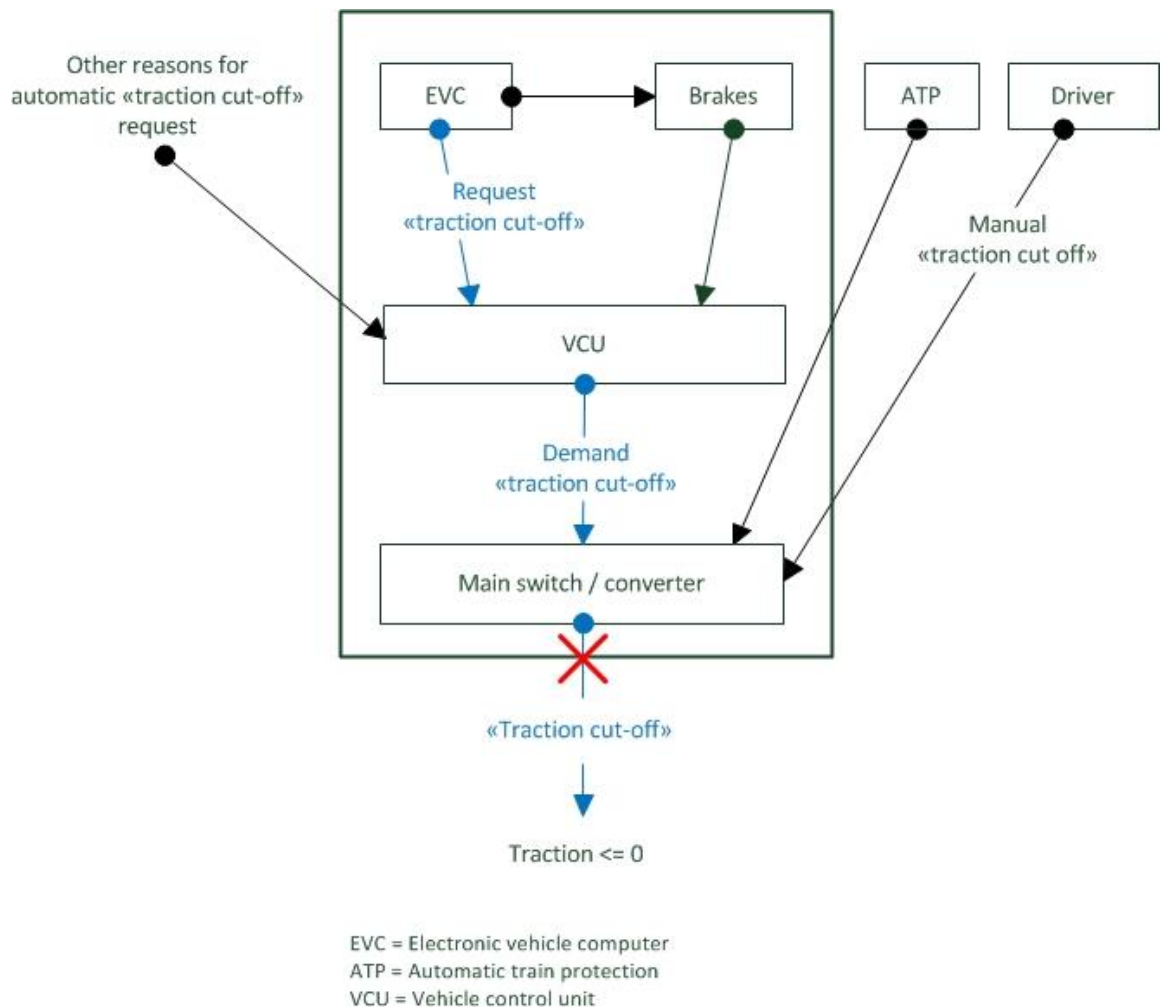 Other reasons for
automatic «traction cut-off»
request
EVC
Brakes
ATP
Driver
Request
«traction cut-off»
Manual
«traction cut off»
VCU
Demand
«traction cut-off»
Main switch / converter
«Traction cut-off»
Traction <= 0
EVC = Electronic vehicle computer
ATP = Automatic train protection
VCU = Vehicle control unit